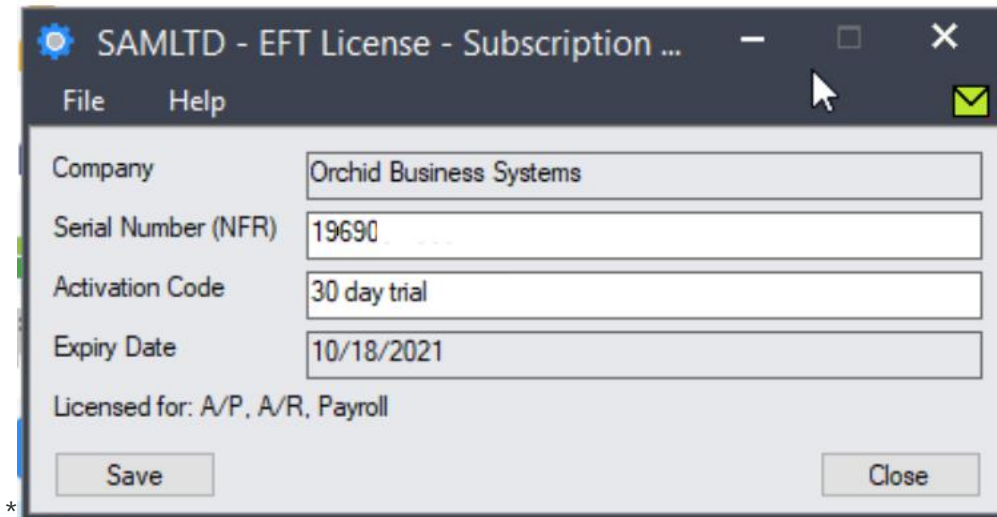 SAMLTD - EFT License - Subscription ...
File Help
Company Orchid Business Systems
Serial Number (NFR) 19690
Activation Code 30 day trial
Expiry Date 10/18/2021
Licensed for: A/P, A/R, Payroll
Save Close
*